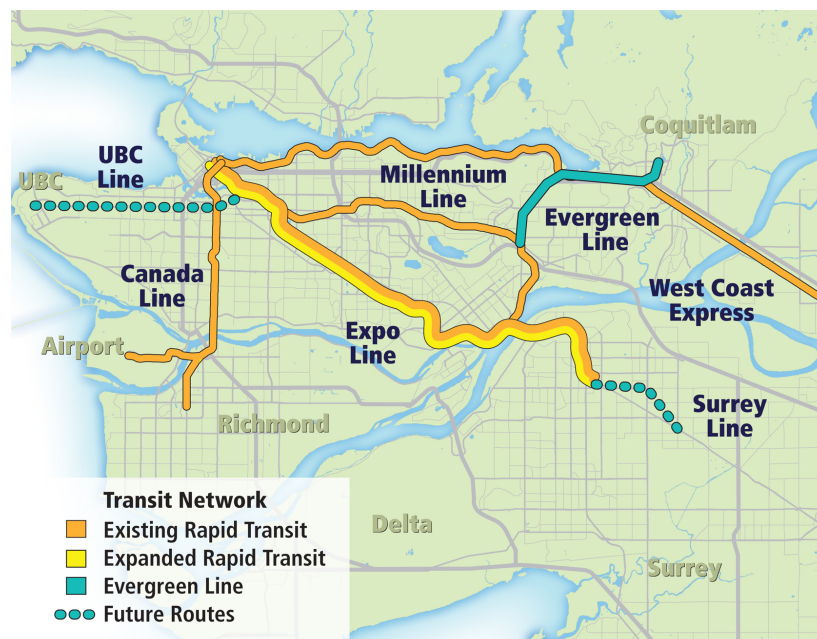 Coquitlam
UBC
Line
UBC
Millennium
Line
Evergreen
Line
Canada
Line
West Coast
Express
Expo
Line
Airport
Richmond
Surrey
Line
Transit Network
Existing Rapid Transit
Expanded Rapid Transit
Evergreen Line
Future Routes
Delta
Surrey